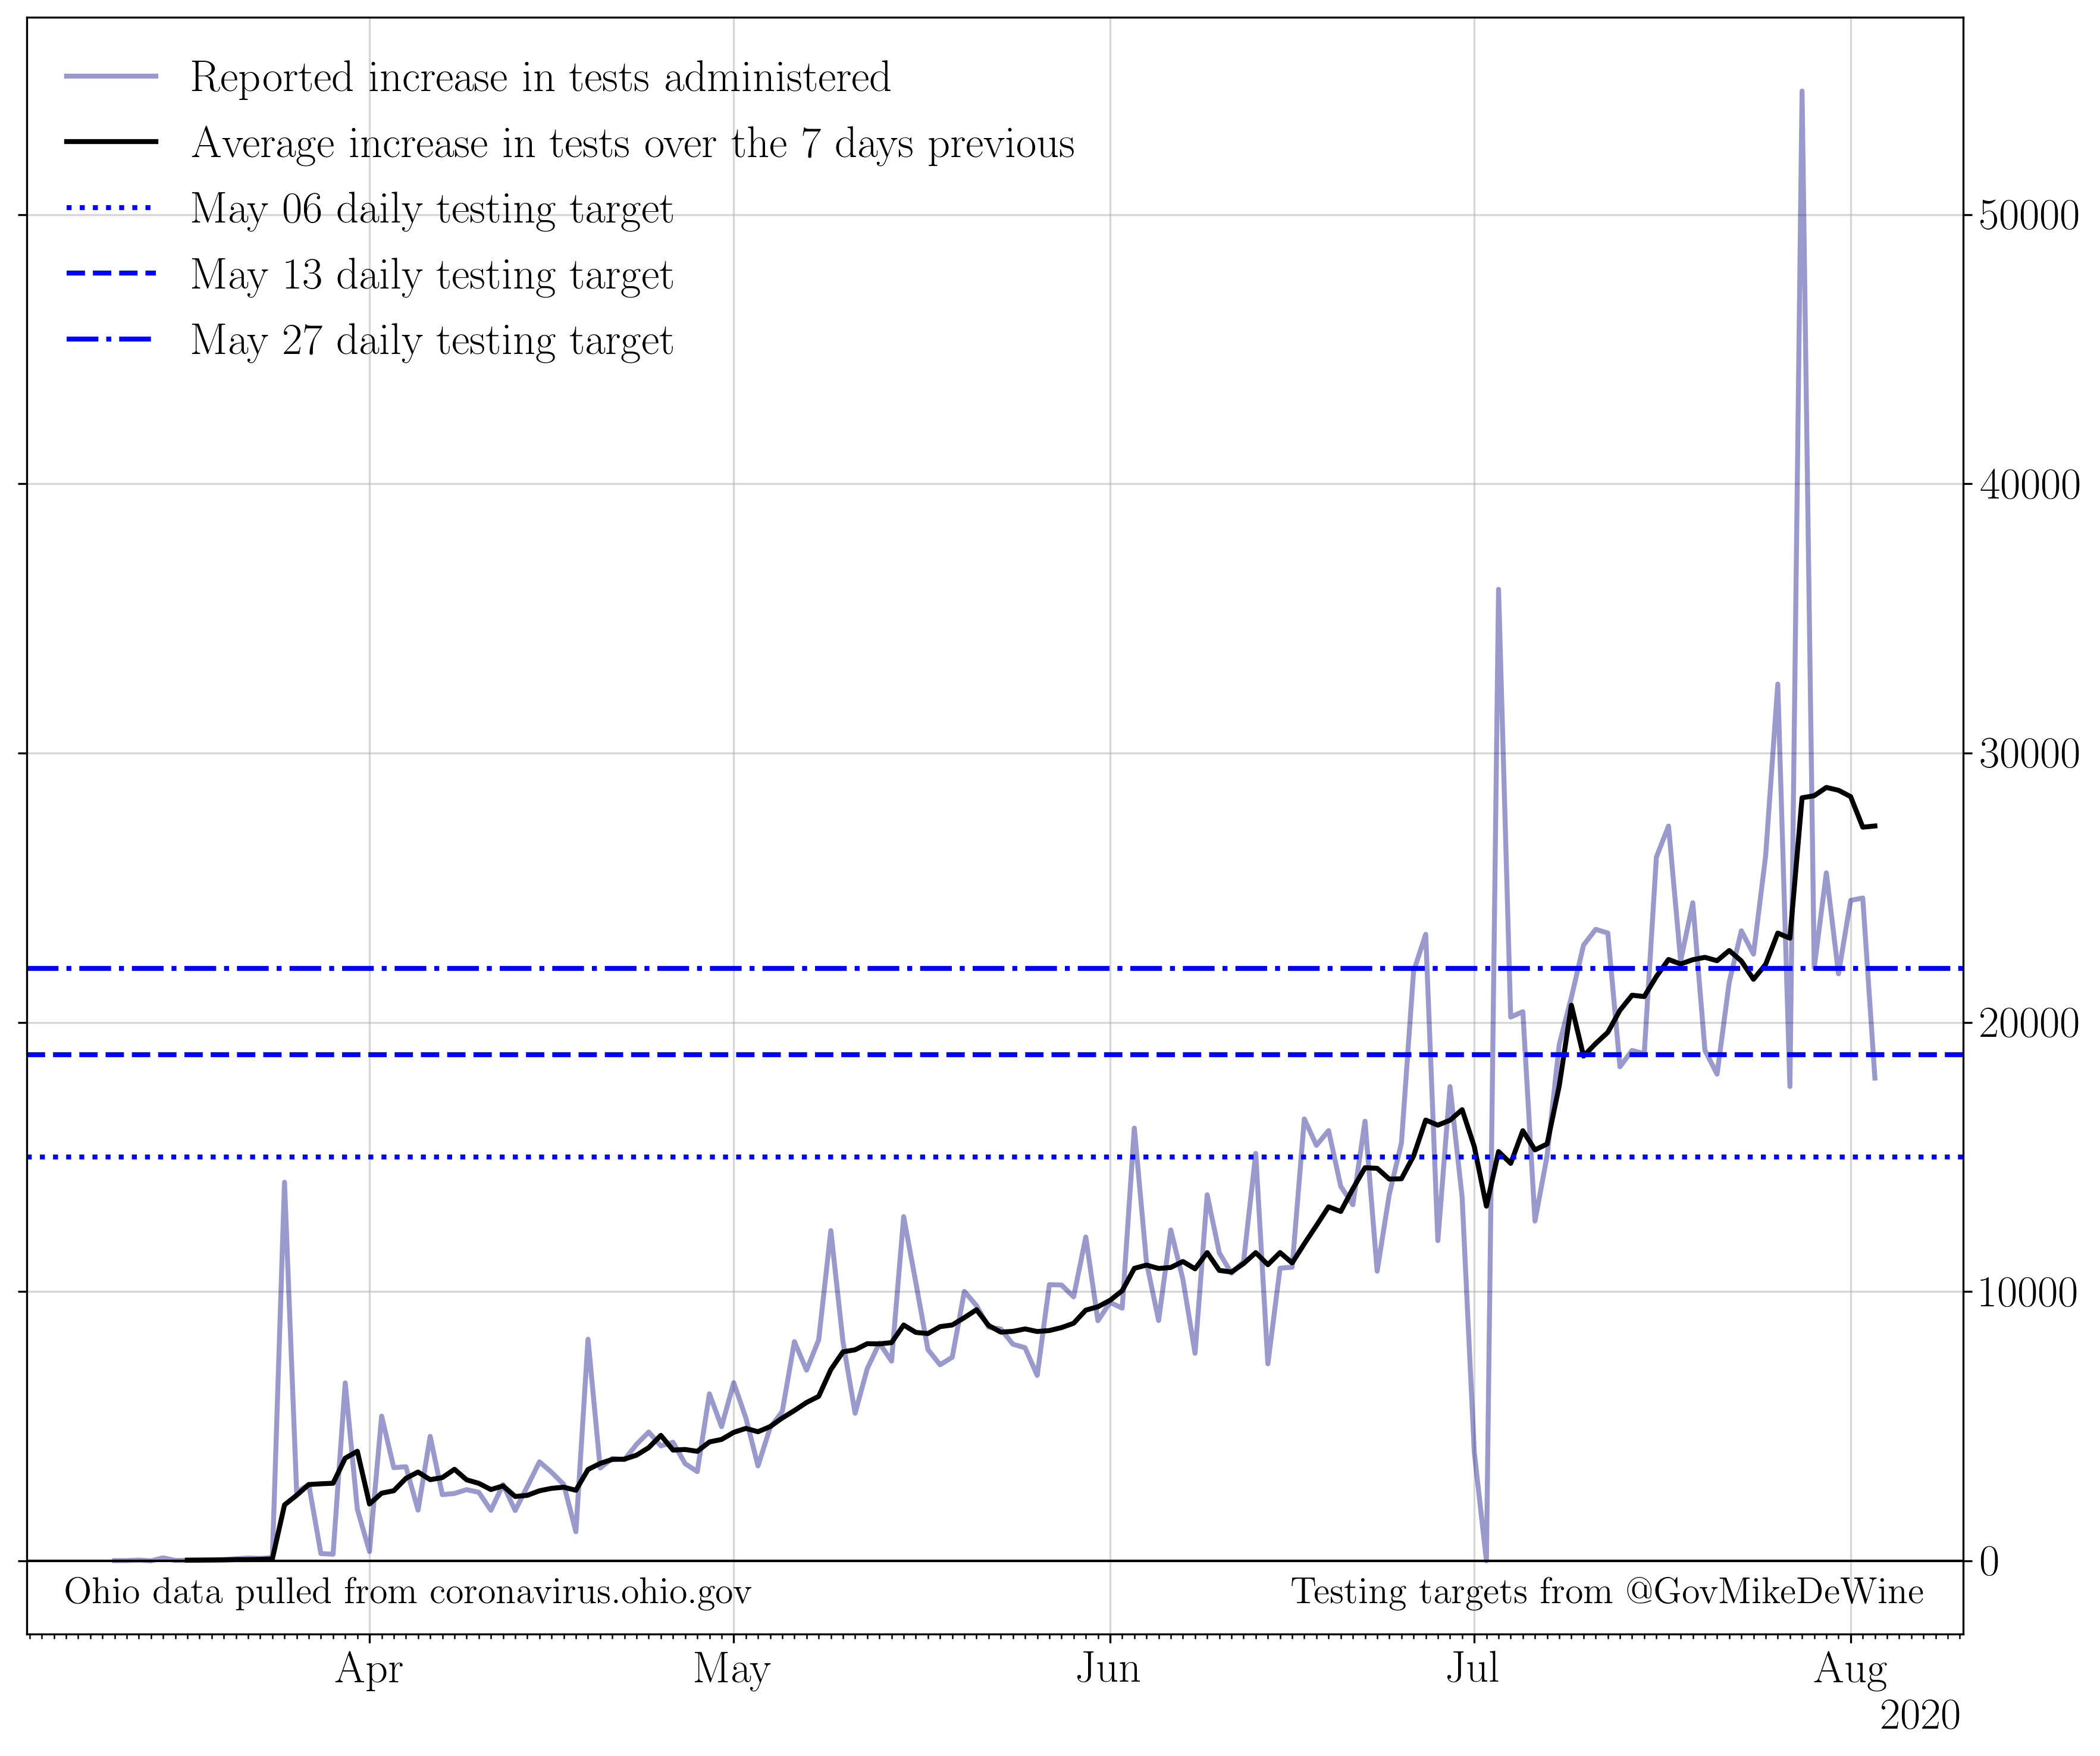 Reported increase in tests administered
Average increase in tests over the 7 days previous
May 06 daily testing target
May 13 daily testing target
May 27 daily testing target
50000
40000
30000
20000
10000
0
Ohio data pulled from coronavirus.ohio.gov
Testing targets from @GovMikeDeWine
Apr May Jun Jul Aug
2020